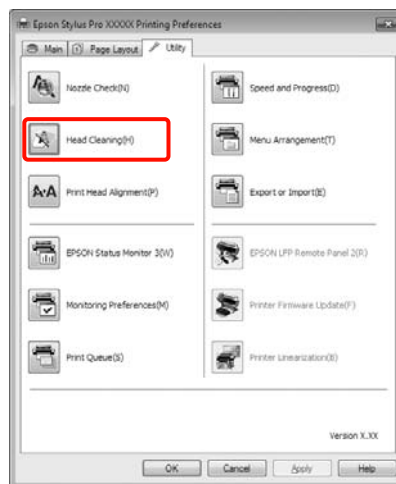 Epson Stylus Pro XXXXX Printing Preferences
Main
Page Layout
Utility
Nozzle Check(N)
Speed and Progress(D)
Head Cleaning(H)
Menu Arrangement(T)
Print Head Alignment(P)
Export or Import(E)
EPSON Status Monitor 3(W)
EPSON LFP Remote Panel 2(R)
Monitoring Preferences(M)
Printer Firmware Update(F)
Print Queue(S)
Printer Linearization(B)
Version X.XX
OK
Cancel
Apply
Help